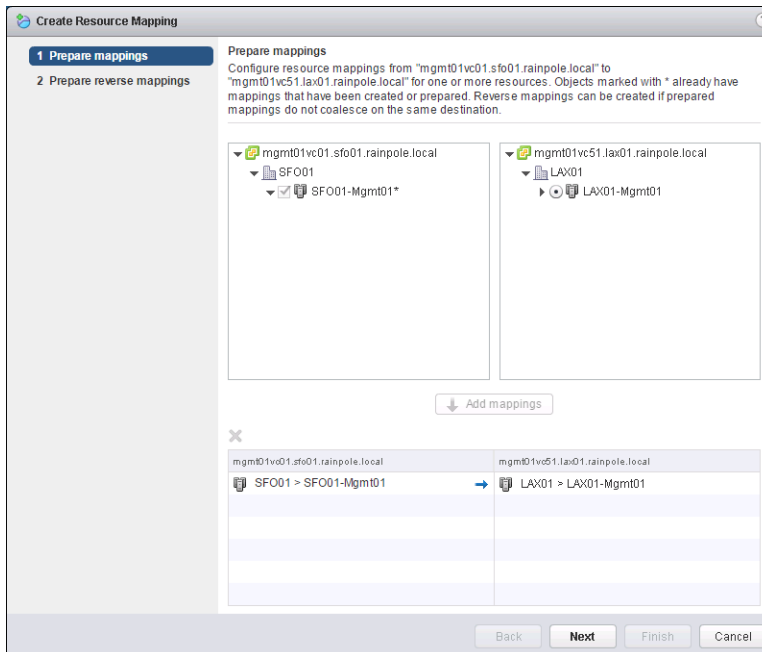 Create Resource Mapping
1 Prepare mappings
2 Prepare reverse mappings
Prepare mappings
Configure resource mappings from "mgmt01vc01.sfo01.rainpole.local" to
"mgmt01vc51.lax01.rainpole.local" for one or more resources. Objects marked with * already have
mappings that have been created or prepared. Reverse mappings can be created if prepared
mappings do not coalesce on the same destination.
mgmt01vc01.sfo01.rainpole.local
SFO01
SFO01-Mgmt01*
mgmt01vc51.lax01.rainpole.local
LAX01
LAX01-Mgmt01
Add mappings
mgmt01vc01.sfo01.rainpole.local mgmt01vc51.lax01.rainpole.local
SFO01 > SFO01-Mgmt01 → LAX01 > LAX01-Mgmt01
Back Next Finish Cancel